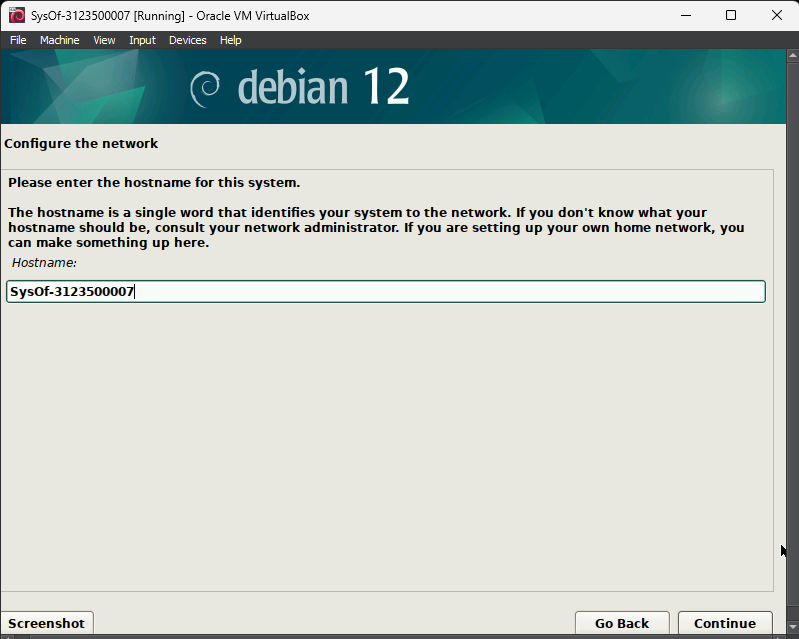 SysOf-3123500007 [Running] - Oracle VM VirtualBox
File Machine View Input Devices Help
debian 12
Configure the network
Please enter the hostname for this system.
The hostname is a single word that identifies your system to the network. If you don't know what your
hostname should be, consult your network administrator. If you are setting up your own home network, you
can make something up here.
Hostname:
SysOf-3123500007
Screenshot Go Back Continue